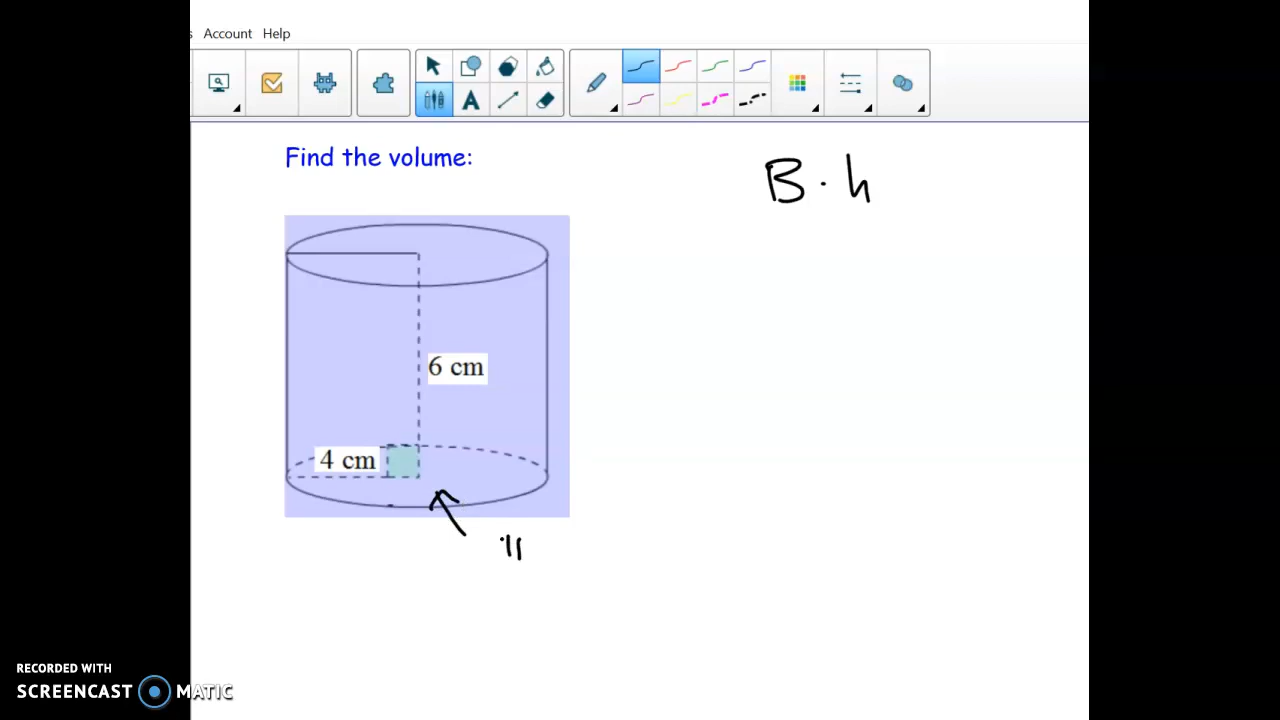 Account Help
Find the volume:
B · h
6 cm
4 cm
RECORDED WITH
SCREENCAST MATIC